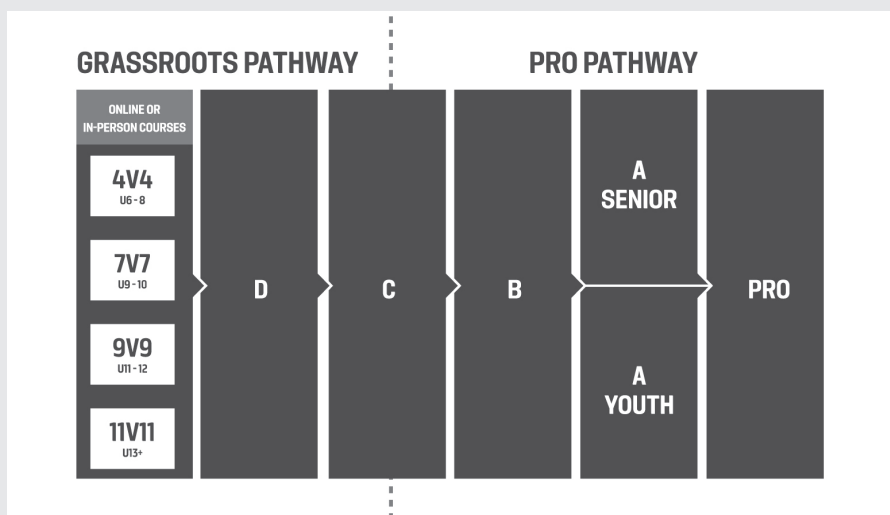 GRASSROOTS PATHWAY
PRO PATHWAY
ONLINE OR
IN-PERSON COURSES
4V4
U6 - 8
7V7
U9 - 10
9V9
U11 - 12
11V11
U13+
D
C
B
A
SENIOR
A
YOUTH
PRO